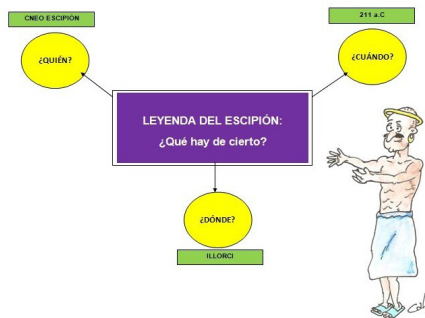 CNEO ESCIPIÓN
211 a.C
¿QUIÉN?
¿CUÁNDO?
LEYENDA DEL ESCIPIÓN:
¿Qué hay de cierto?
¿DÓNDE?
ILLORCI